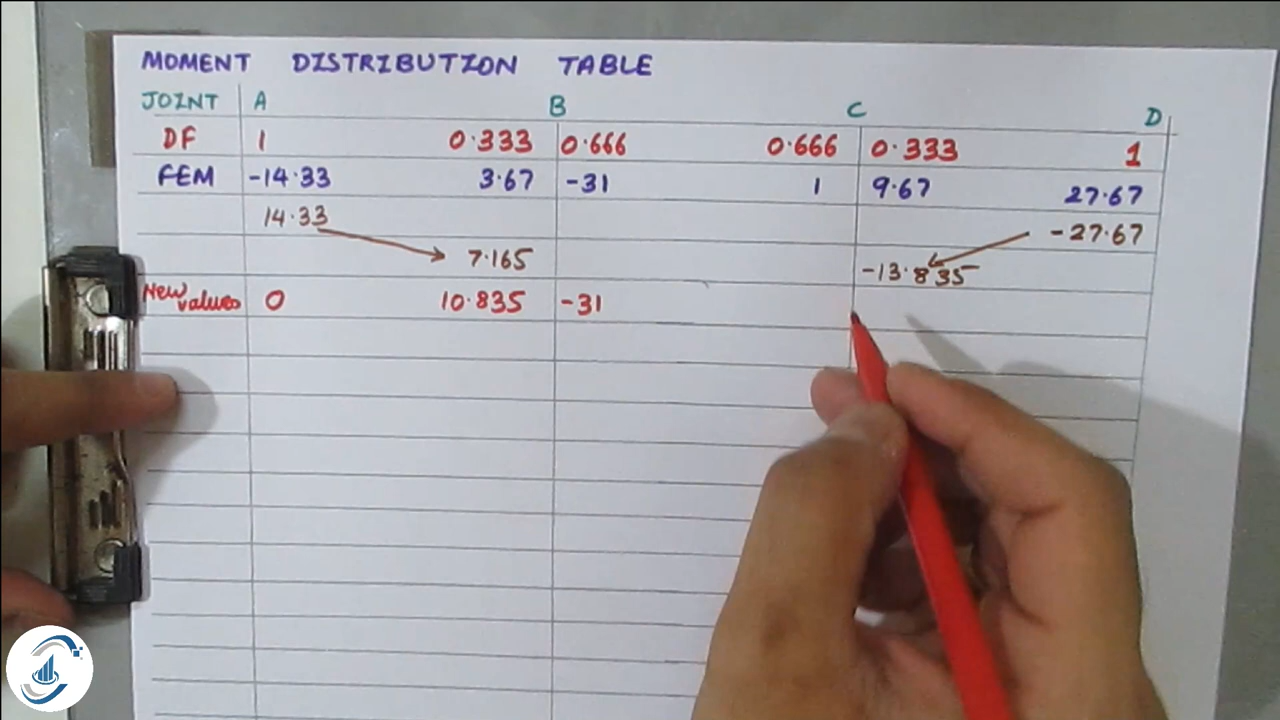 MOMENT DISTRIBUTION TABLE
JOINT A B C D
DF 1 0.333 0.666 0.666 0.333 1
FEM -14.33 3.67 -31 1 9.67 27.67
14.33 -27.67
7.165 -13.835
New values 0 10.835 -31